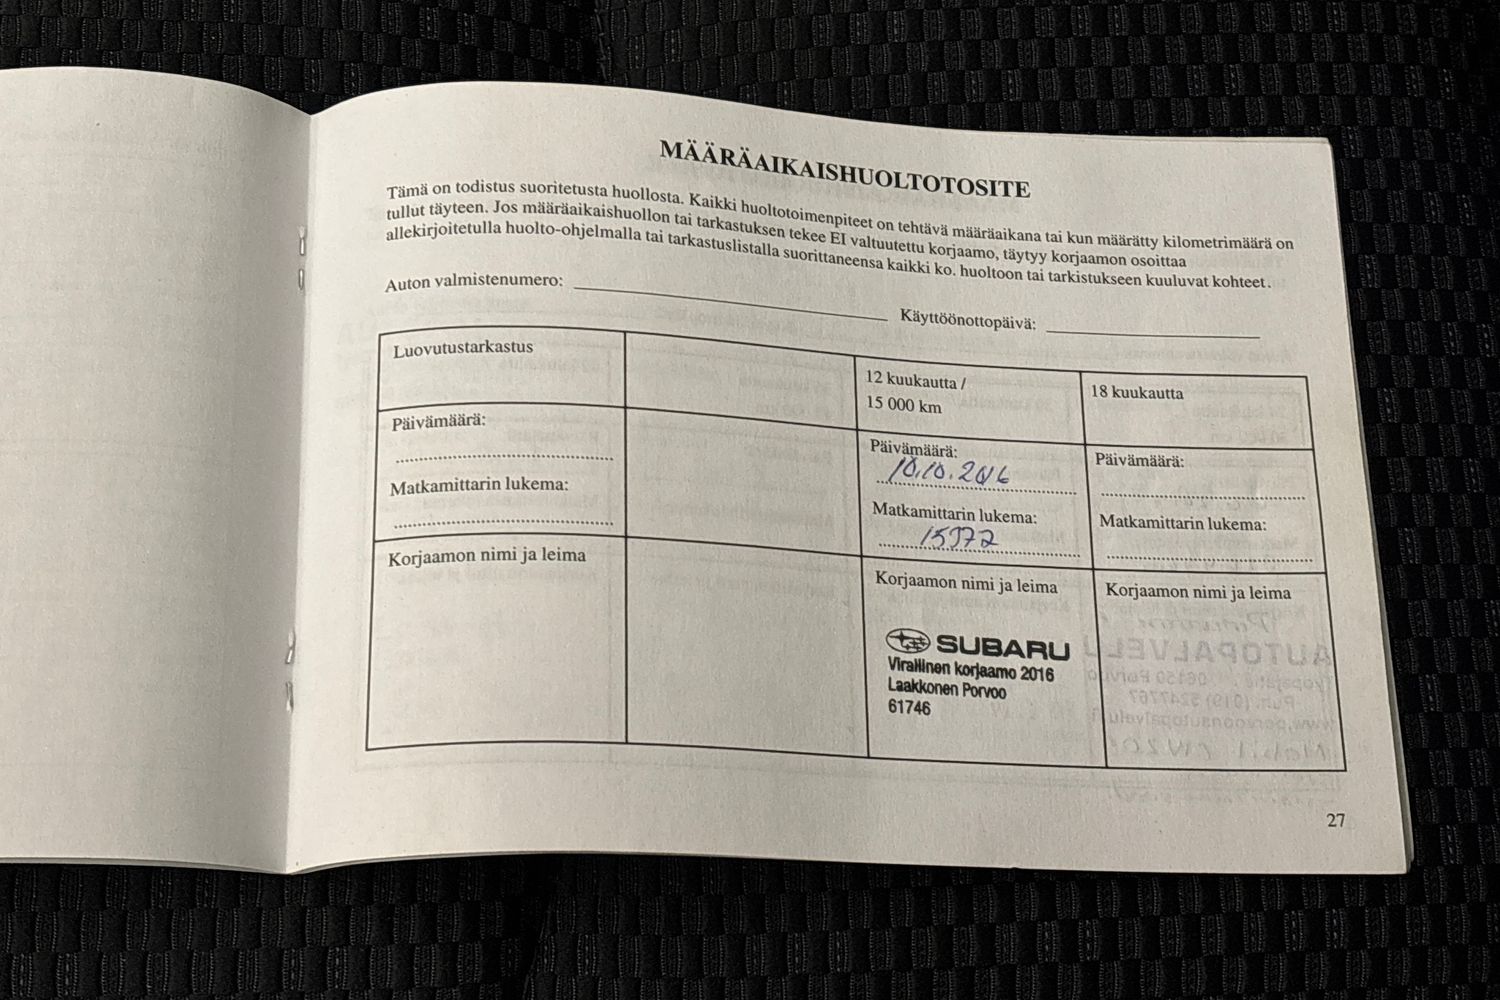 MÄÄRÄAIKAISHUOLTOTOSITE
Tämä on todistus suoritetusta huollosta. Kaikki huoltotoimenpiteet on tehtävä määräaikana tai kun määrätty kilometrimäärä on
tullut täyteen. Jos määräaikaishuollon tai tarkastuksen tekee EI valtuutettu korjaamo, täytyy korjaamon osoittaa
allekirjoitetulla huolto-ohjelmalla tai tarkastuslistalla suorittaneensa kaikki ko. huoltoon tai tarkistukseen kuuluvat kohteet.
Auton valmistenumero:
Käyttöönottopäivä:
Luovutustarkastus
Päivämäärä:
Matkamittarin lukema:
Korjaamon nimi ja leima
12 kuukautta /
15 000 km
Päivämäärä:
10.10.2016
Matkamittarin lukema:
15972
Korjaamon nimi ja leima
SUBARU
Virallinen korjaamo 2016
Laakkonen Porvoo
61746
18 kuukautta
Päivämäärä:
Matkamittarin lukema:
Korjaamon nimi ja leima
AUTOPALVELU
27